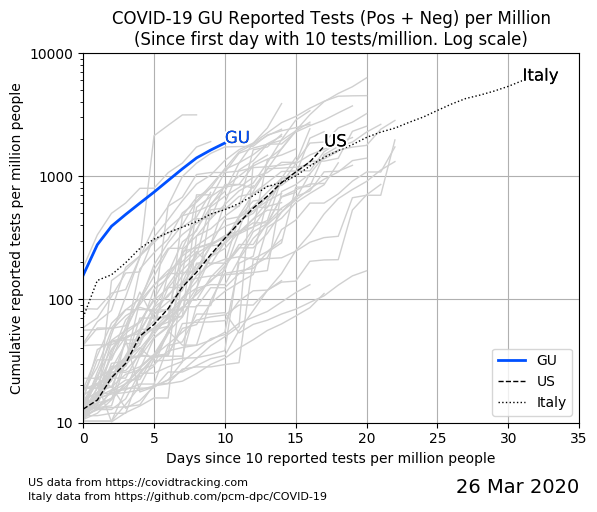 COVID-19 GU Reported Tests (Pos + Neg) per Million
(Since first day with 10 tests/million. Log scale)
Cumulative reported tests per million people
10000
1000
100
10
Italy
US
GU
GU
US
Italy
0 5 10 15 20 25 30 35
Days since 10 reported tests per million people
US data from https://covidtracking.com
Italy data from https://github.com/pcm-dpc/COVID-19
26 Mar 2020